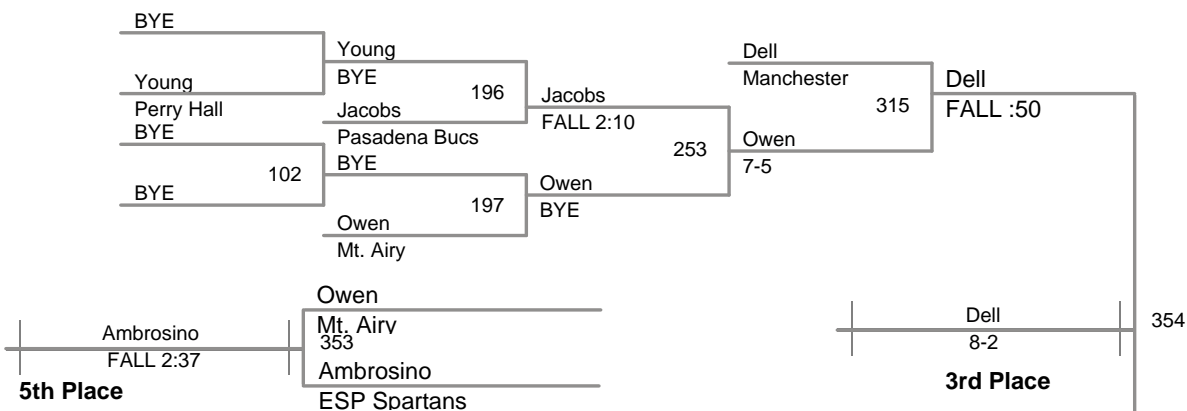 BYE
Young
Perry Hall
BYE
BYE
102
Young
BYE
196
Jacobs
Pasadena Bucs
BYE
197
Owen
Mt. Airy
Jacobs
FALL 2:10
253
Owen
BYE
Dell
Manchester
315
Owen
7-5
Dell
FALL :50
Owen
Mt. Airy
353
Ambrosino
ESP Spartans
Ambrosino
FALL 2:37
5th Place
Dell
8-2
3rd Place
354